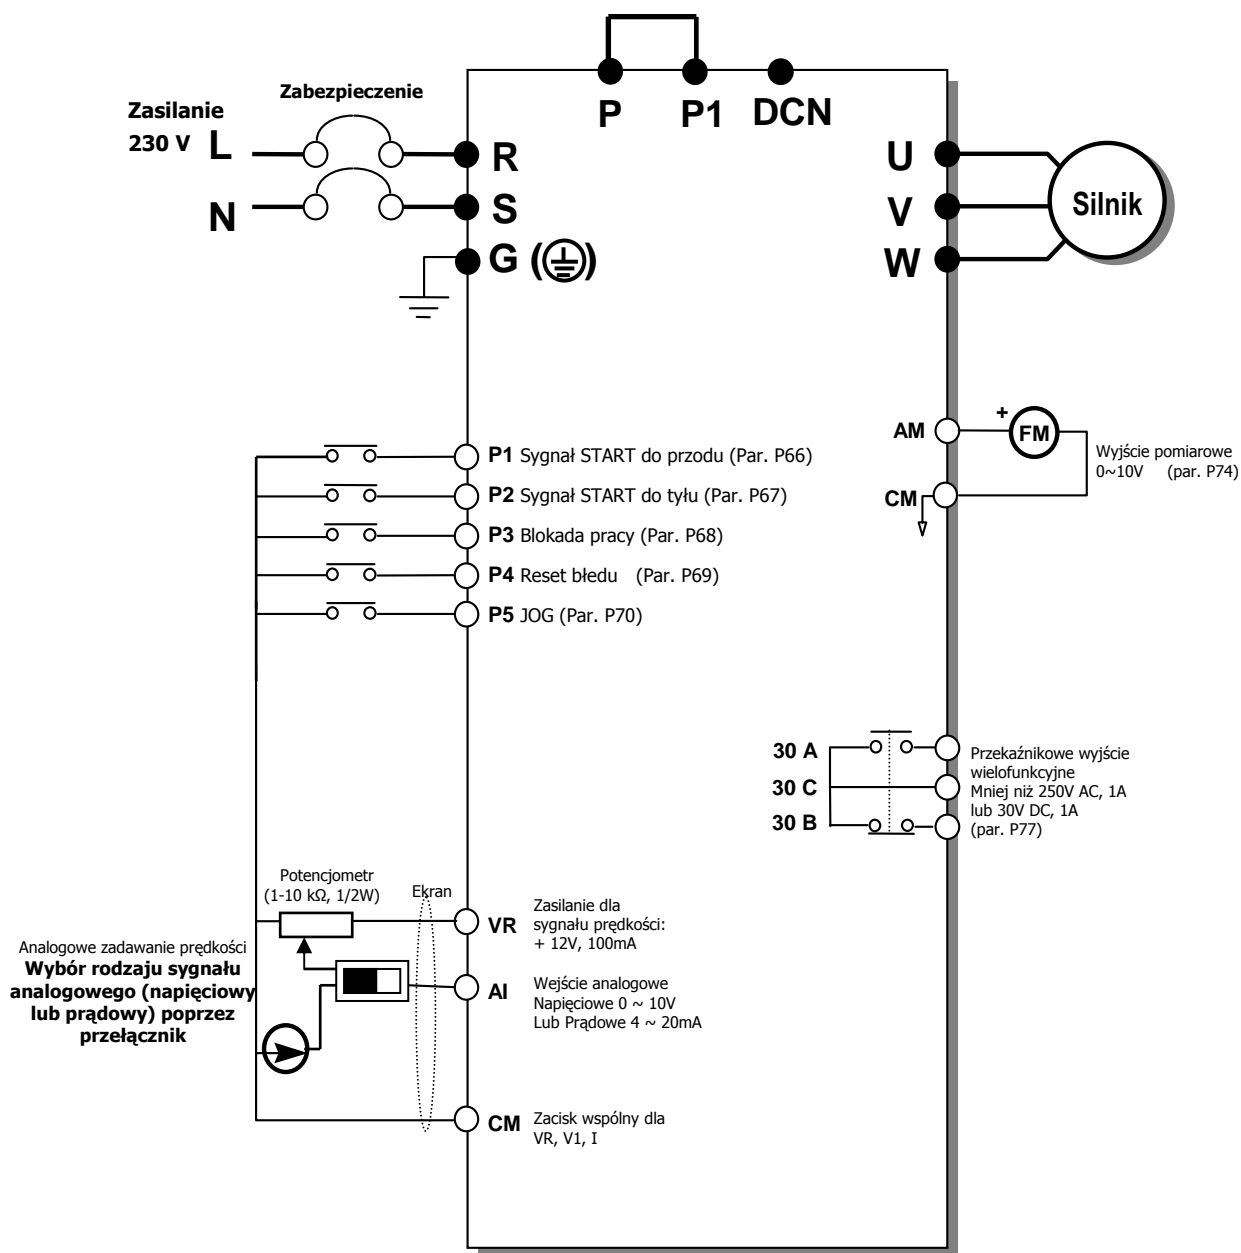 P P1 DCN
Zabezpieczenie
Zasilanie
230 V L
R
N
S
G
U
V
W
Silnik
P1 Sygnał START do przodu (Par. P66)
P2 Sygnał START do tyłu (Par. P67)
P3 Blokada pracy (Par. P68)
P4 Reset błedu (Par. P69)
P5 JOG (Par. P70)
AM
+
FM
CM
Wyjście pomiarowe
0~10V (par. P74)
30 A
30 C
30 B
Przekaźnikowe wyjście
wielofunkcyjne
Mniej niż 250V AC, 1A
lub 30V DC, 1A
(par. P77)
Potencjometr
(1-10 kΩ, 1/2W)
Ekran
VR
Zasilanie dla
sygnału prędkości:
+ 12V, 100mA
Analogowe zadawanie prędkości
Wybór rodzaju sygnału
analogowego (napięciowy
lub prądowy) poprzez
przełącznik
AI
Wejście analogowe
Napięciowe 0 ~ 10V
Lub Prądowe 4 ~ 20mA
CM
Zacisk wspólny dla
VR, V1, I